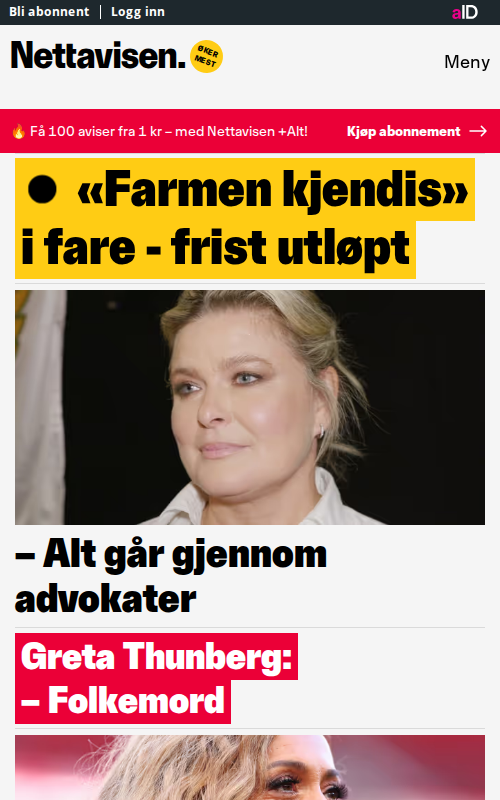 Bli abonnent | Logg inn
aID
Nettavisen.
ØKER
MEST
Meny
🔥 Få 100 aviser fra 1 kr – med Nettavisen +Alt!
Kjøp abonnement →
● «Farmen kjendis»
i fare - frist utløpt
– Alt går gjennom
advokater
Greta Thunberg:
– Folkemord